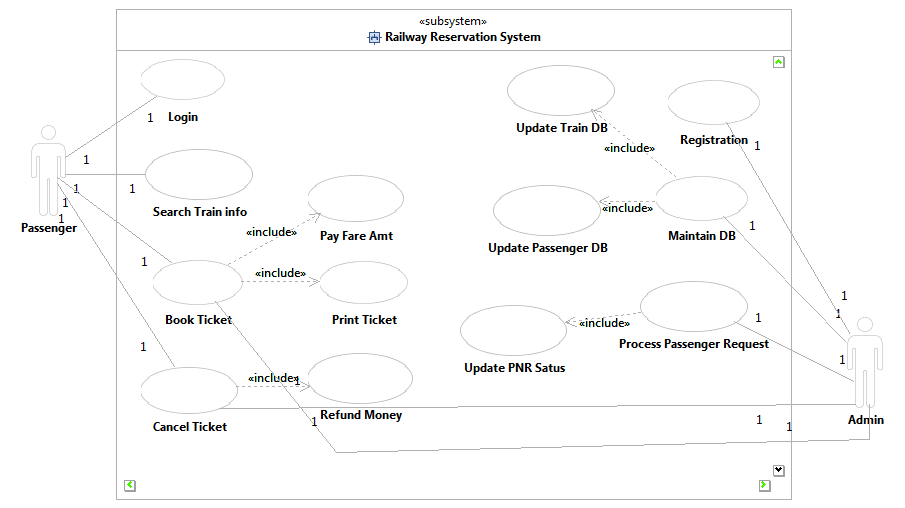 «subsystem»
Railway Reservation System
Login
Update Train DB
Registration
1
1
1
«include»
1
1
1
1
Search Train info
1
Passenger
«include»
Pay Fare Amt
«include»
Update Passenger DB
Maintain DB
1
1
«include»
Book Ticket
Print Ticket
1
1
1
«include»
Process Passenger Request
1
1
Update PNR Satus
«include»
1
Cancel Ticket
Refund Money
1
1
1
Admin